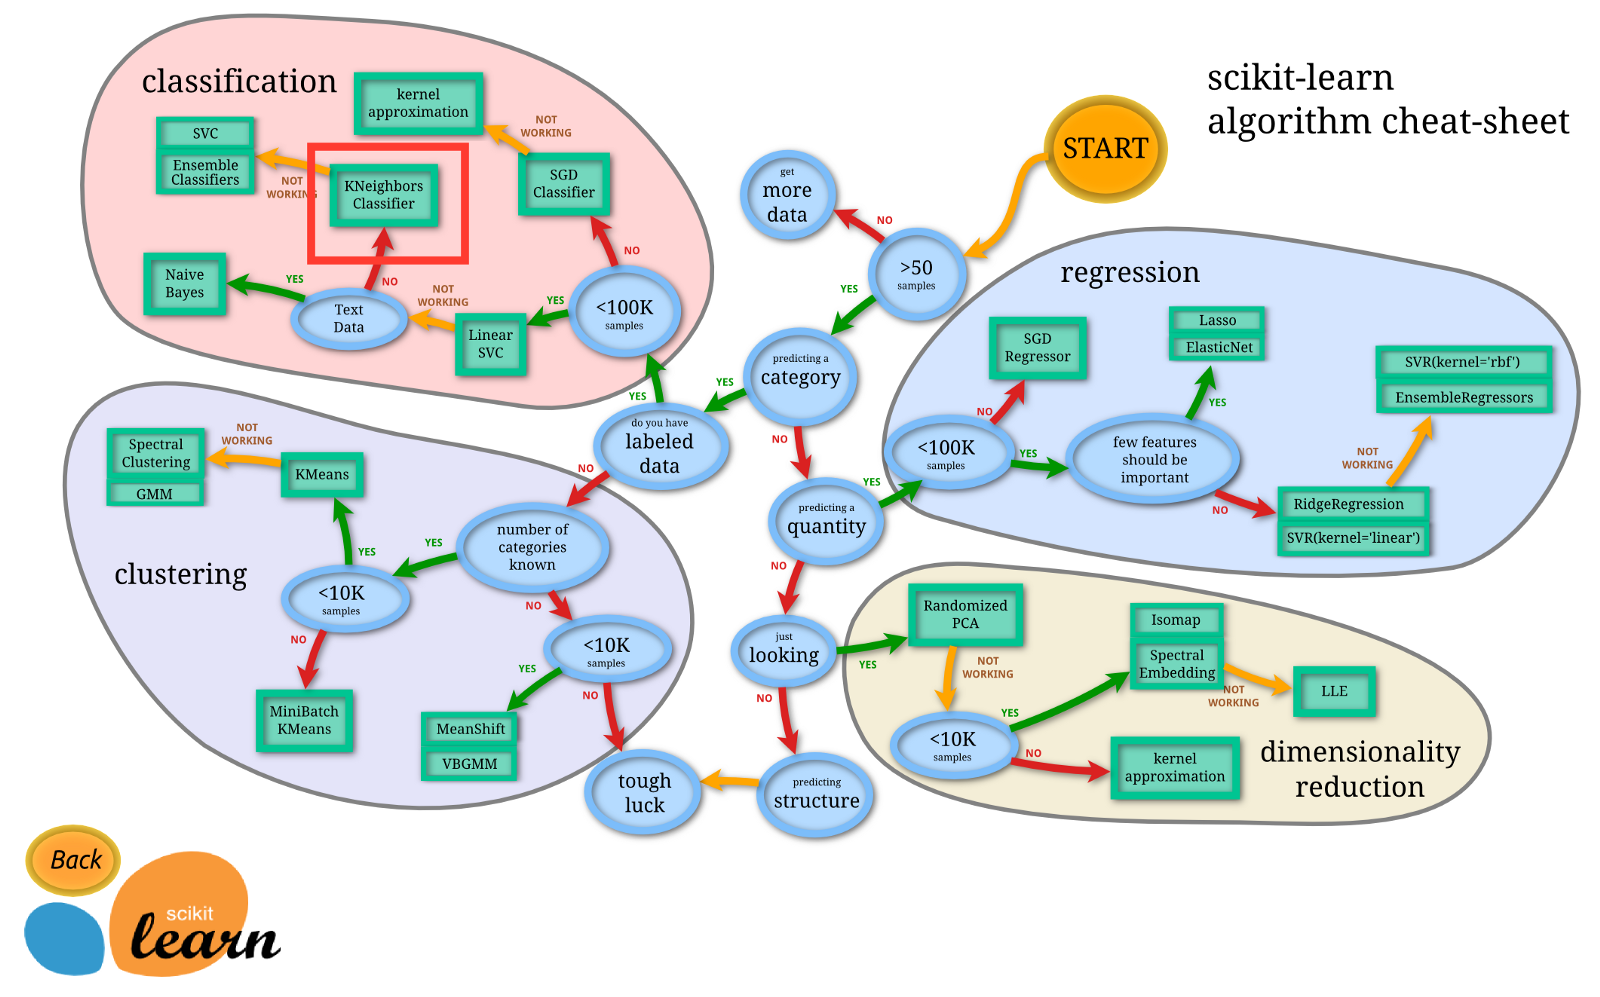 scikit-learn
algorithm cheat-sheet
START
get
more
data
NO
>50
samples
YES
predicting a
category
YES
NO
do you have
labeled
data
YES
NO
predicting a
quantity
YES
NO
just
looking
YES
NO
predicting
structure
tough
luck
classification
kernel
approximation
NOT
WORKING
SVC
Ensemble
Classifiers
NOT
WORKING
KNeighbors
Classifier
SGD
Classifier
NO
Naive
Bayes
YES
NO
Text
Data
NOT
WORKING
Linear
SVC
YES
<100K
samples
regression
SGD
Regressor
NO
<100K
samples
YES
Lasso
ElasticNet
YES
few features
should be
important
NO
SVR(kernel='rbf')
EnsembleRegressors
NOT
WORKING
RidgeRegression
SVR(kernel='linear')
clustering
Spectral
Clustering
GMM
NOT
WORKING
KMeans
YES
<10K
samples
NO
MiniBatch
KMeans
YES
number of
categories
known
NO
<10K
samples
YES
NO
MeanShift
VBGMM
dimensionality
reduction
Randomized
PCA
NOT
WORKING
<10K
samples
YES
NO
Isomap
Spectral
Embedding
NOT
WORKING
LLE
kernel
approximation
Back
scikit
learn